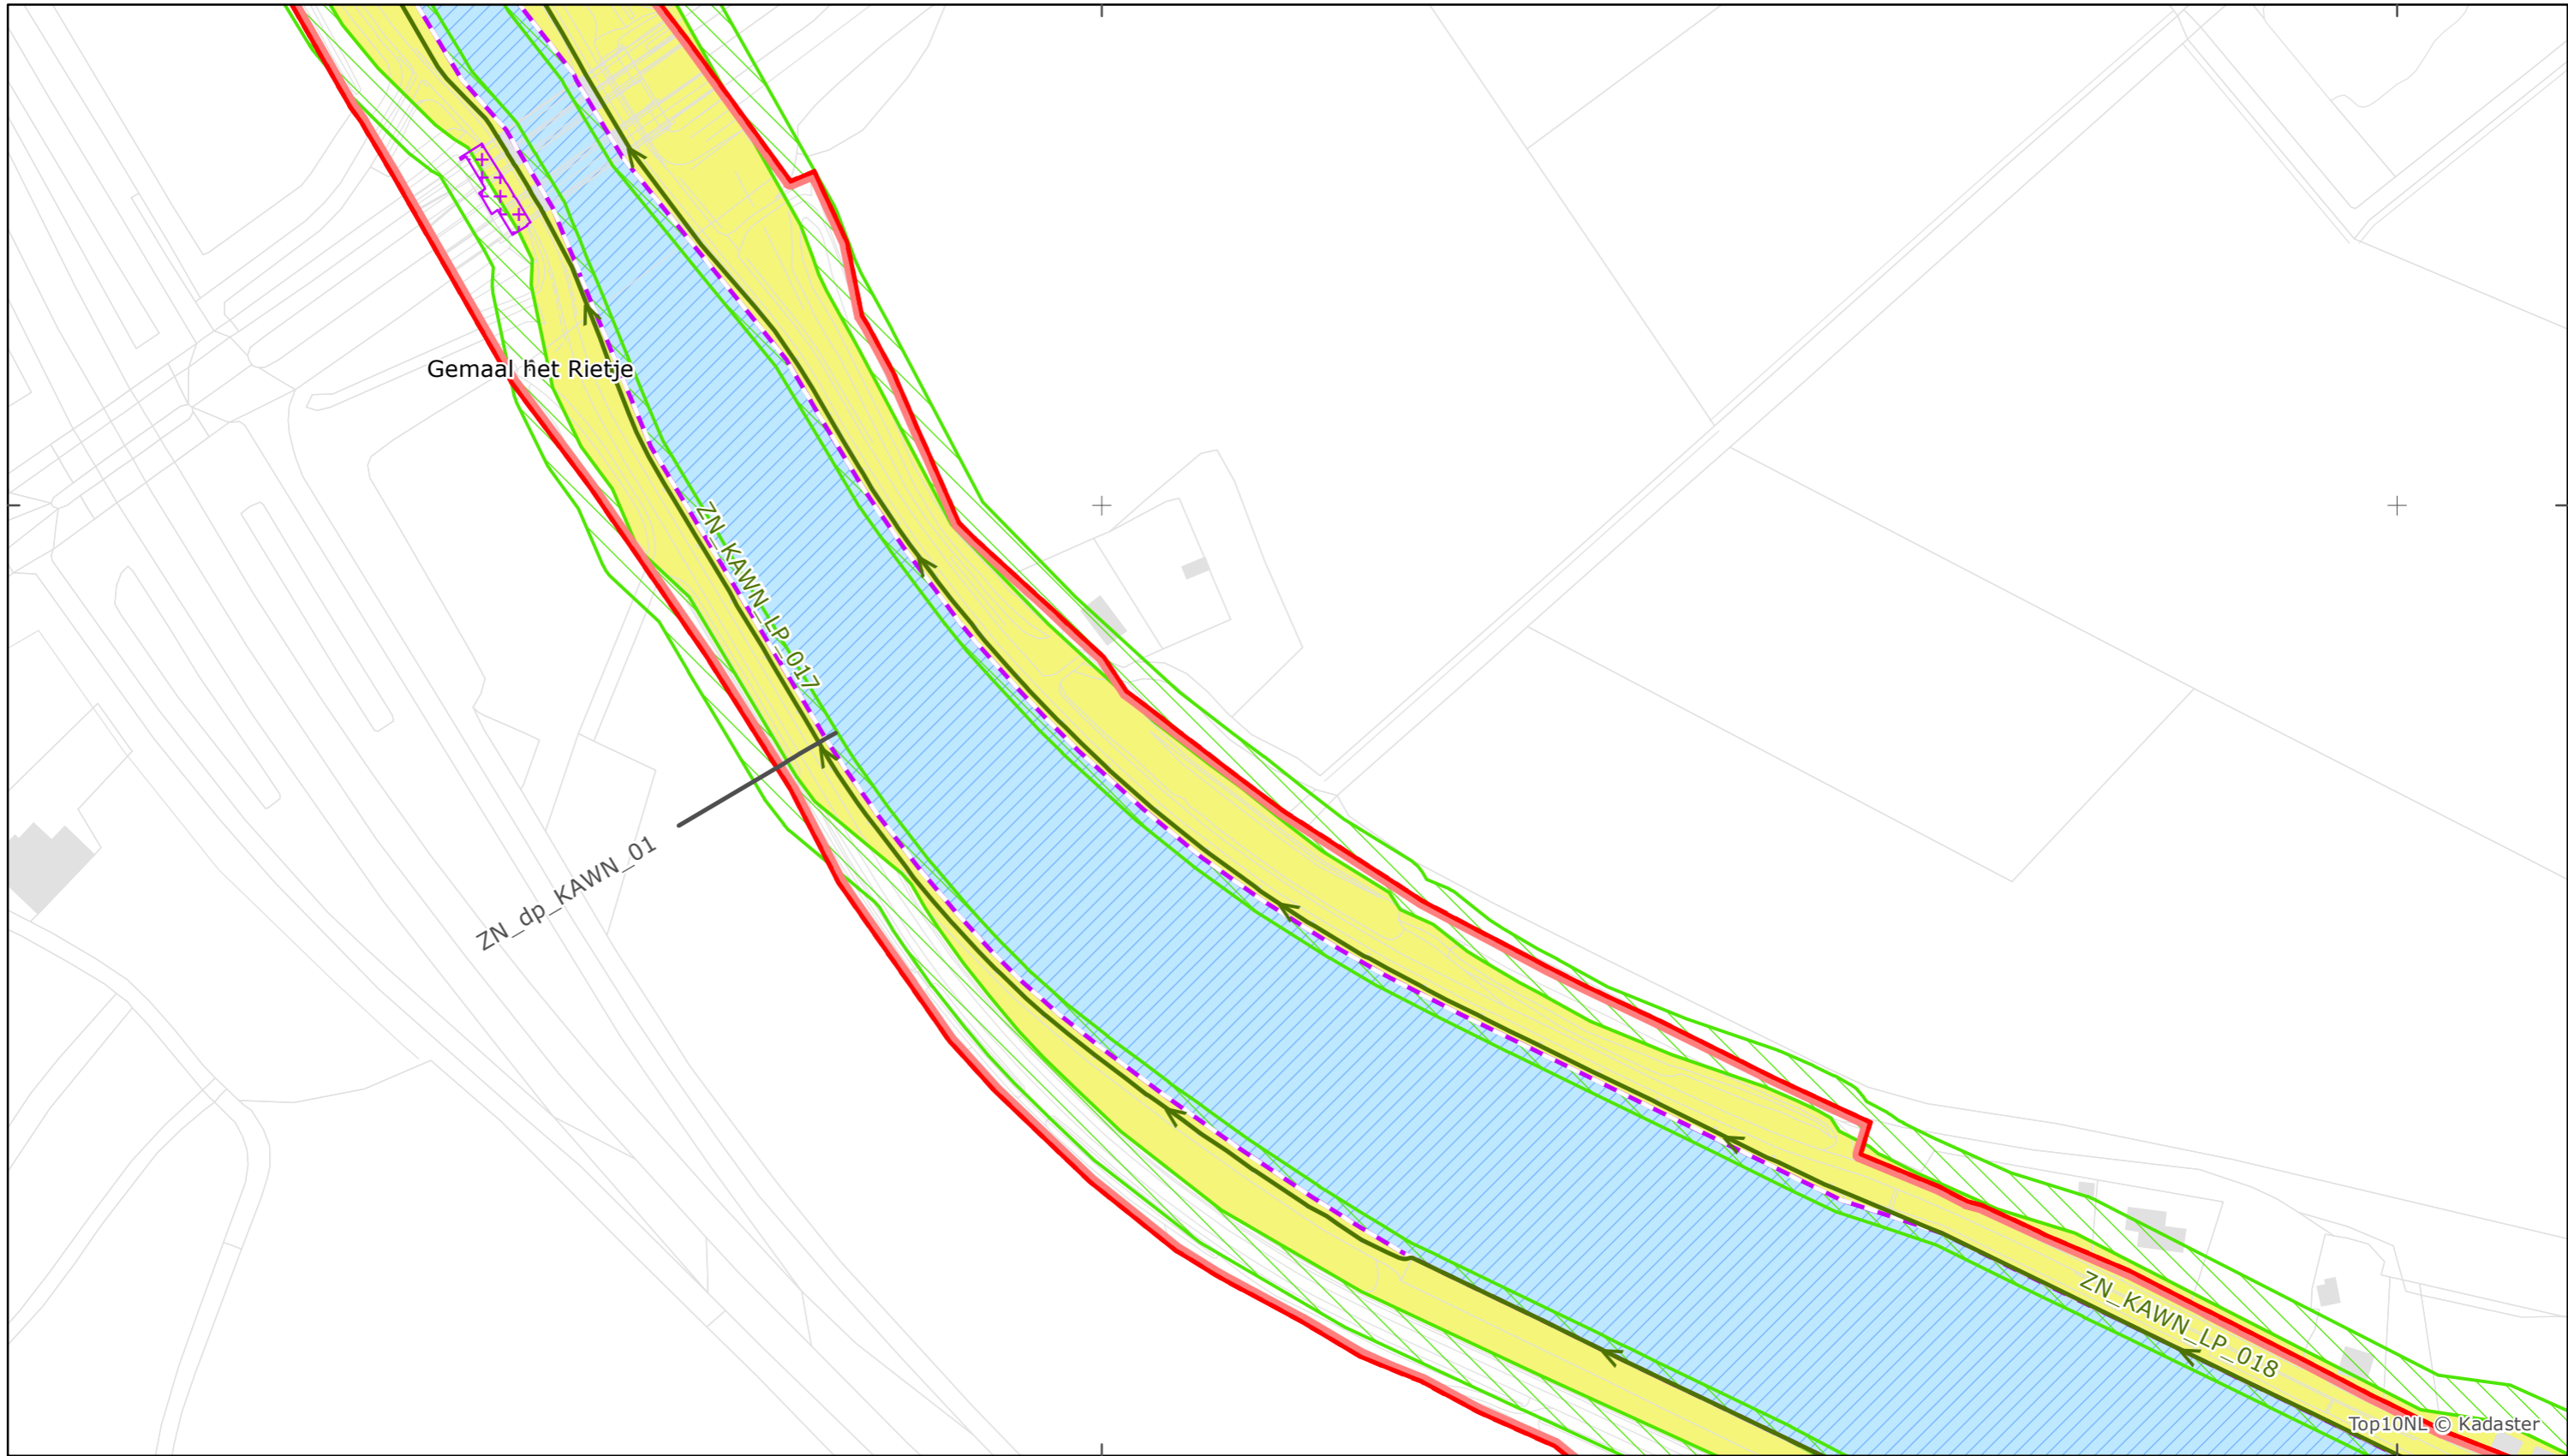 Gemaal het Rietje
ZN_KAWN_LP_017
ZN_dp_KAWN_01
ZN_KAWN_LP_018
Top10NL © Kadaster